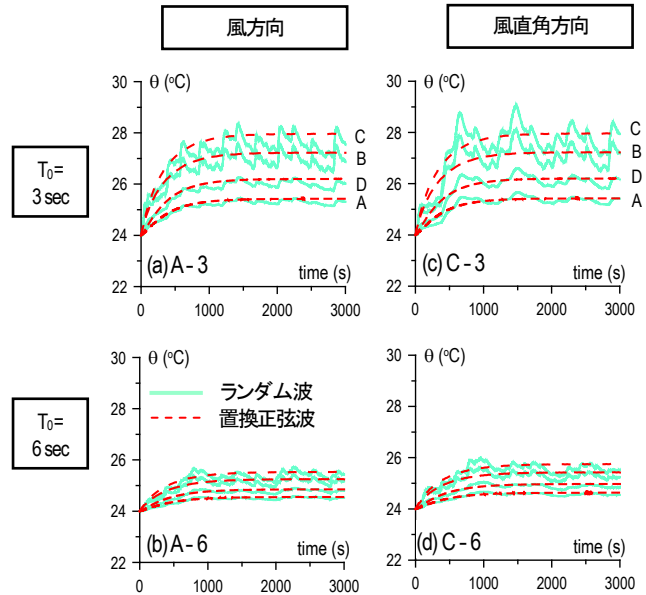 風方向
風直角方向
T₀=
3 sec
θ (°C)
30
28
26
24
22
C
B
D
A
(a) A-3
time (s)
0
1000
2000
3000
θ (°C)
30
28
26
24
22
C
B
D
A
(c) C-3
time (s)
0
1000
2000
3000
T₀=
6 sec
θ (°C)
30
28
26
24
22
ランダム波
置換正弦波
(b) A-6
time (s)
0
1000
2000
3000
θ (°C)
30
28
26
24
22
(d) C-6
time (s)
0
1000
2000
3000